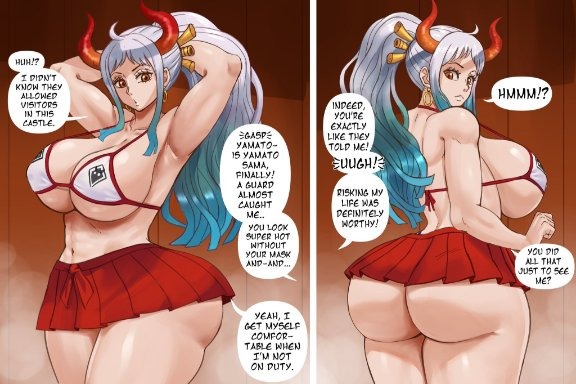 HUH!?
I DIDN'T
KNOW THEY
ALLOWED
VISITORS
IN THIS
CASTLE.
*GASP*
YAMATO-
IS YAMATO
SAMA,
FINALLY!
A GUARD
ALMOST
CAUGHT
ME...
YOU LOOK
SUPER HOT
WITHOUT
YOUR MASK
AND-AND...
YEAH, I
GET MYSELF
COMFOR-
TABLE WHEN
I'M NOT
ON DUTY.
HMMM!?
INDEED,
YOU'RE
EXACTLY
LIKE THEY
TOLD ME!
UUGH!
RISKING MY
LIFE WAS
DEFINITELY
WORTHY!
YOU DID
ALL THAT
JUST TO SEE
ME?